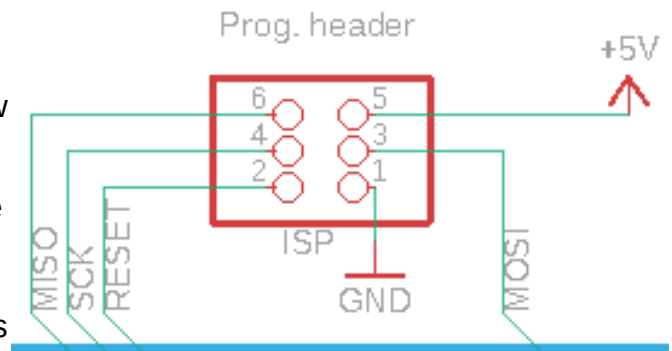 Prog. header
+5V
w
6 5
4 3
e
2 1
ISP
MISO
SCK
RESET
MOSI
GND
s